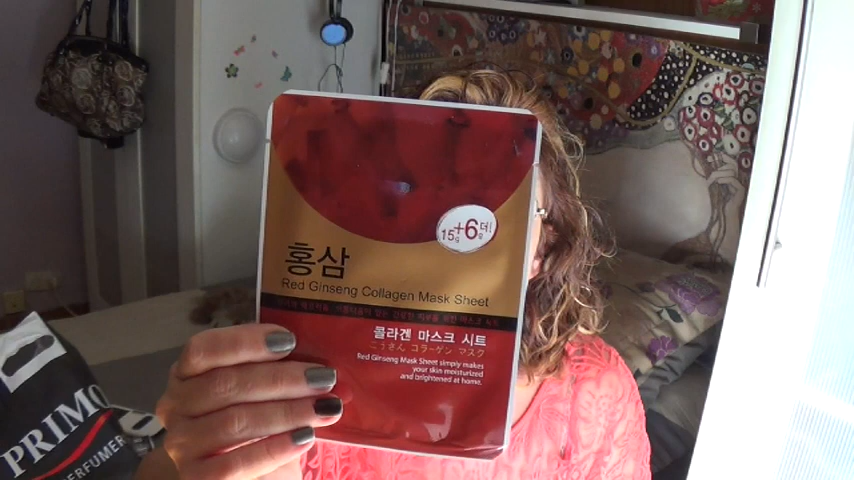 15g+6g더!
홍삼
Red Ginseng Collagen Mask Sheet
콜라겐 마스크 시트
こうさん コラーゲン マスク
Red Ginseng Mask Sheet simply makes
your skin moisturized
and brightened at home.
PRIMO